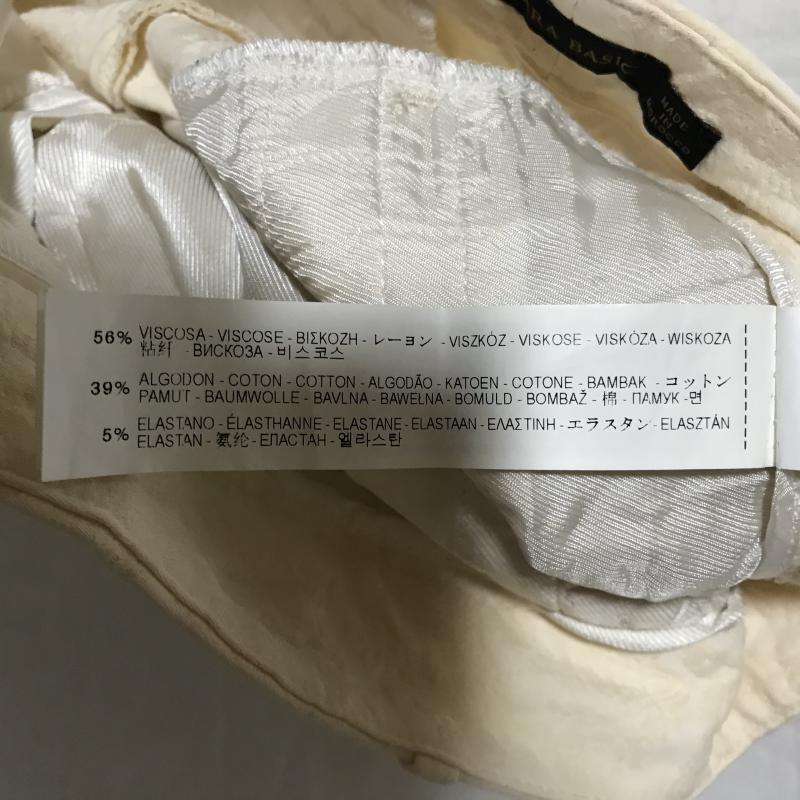 ARA BASIC
MADE
IN
MOROCCO
56% VISCOSA - VISCOSE - ΒΙΣΚΟΖΗ - レーヨン - VISZKÓZ - VISKOSE - VISKÓZA - WISKOZA
粘纤 - ВИСКОЗА - 비스코스
39% ALGODON - COTON - COTTON - ALGODÃO - KATOEN - COTONE - BAMBAK - コットン
PAMUT - BAUMWOLLE - BAVLNA - BAWEŁNA - BOMULD - BOMBAŽ - 棉 - ПАМУК -면
5% ELASTANO - ÉLASTHANNE - ELASTANE - ELASTAAN - ΕΛΑΣΤΙΝΗ - エラスタン - ELASZTÁN
ELASTAN - 氨纶 - ЕПАСТАН - 엘라스탄